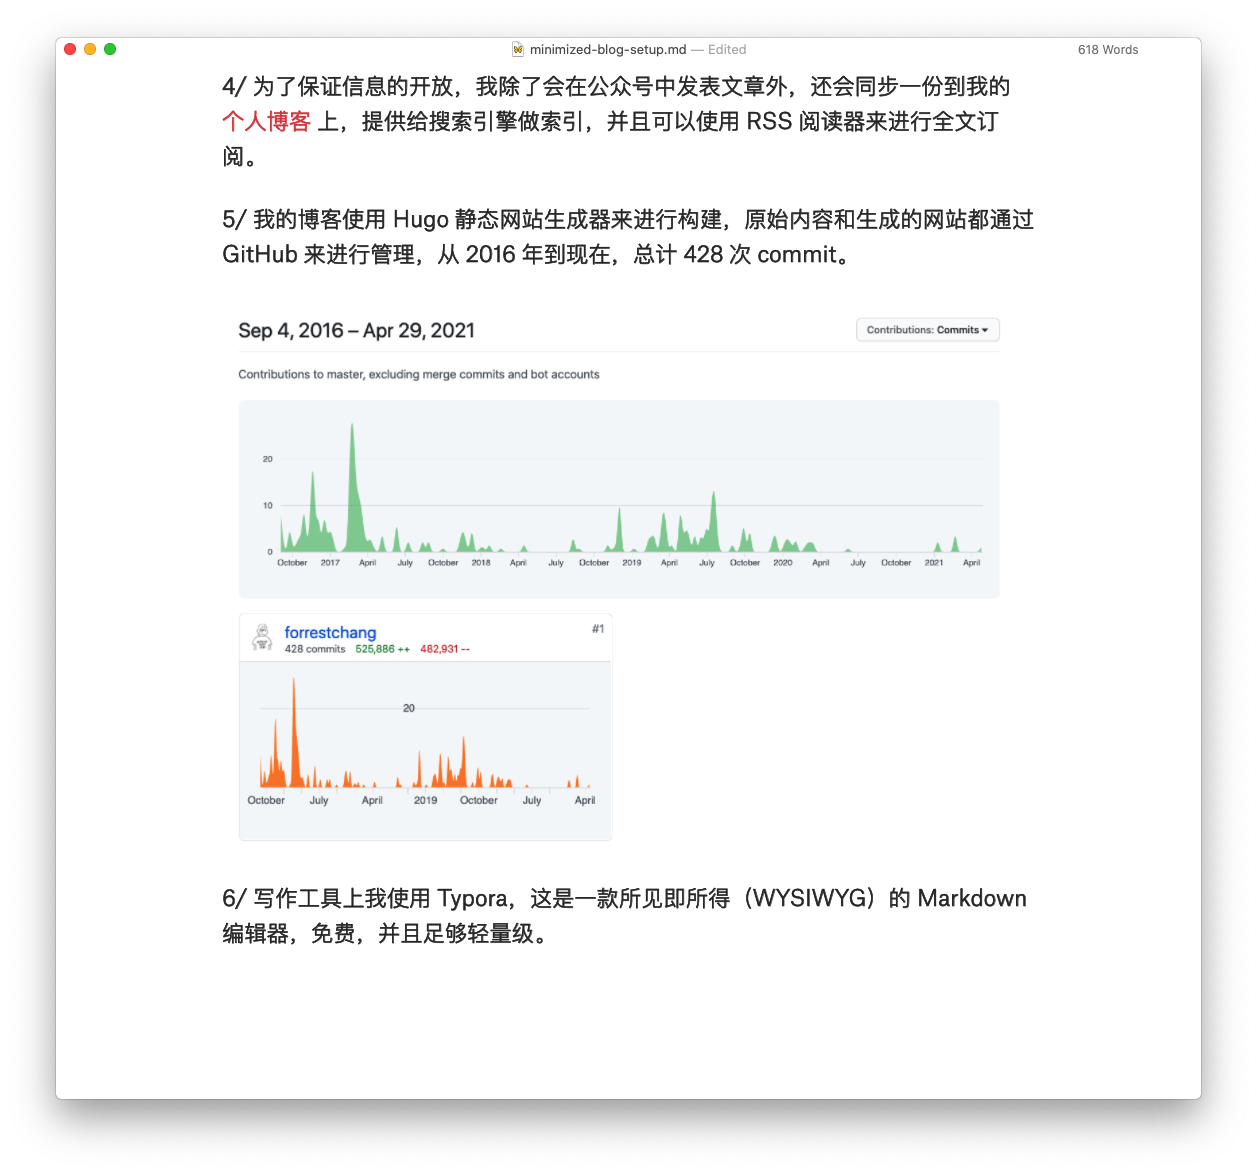 minimized-blog-setup.md — Edited
618 Words
4/ 为了保证信息的开放，我除了会在公众号中发表文章外，还会同步一份到我的
个人博客 上，提供给搜索引擎做索引，并且可以使用 RSS 阅读器来进行全文订
阅。
5/ 我的博客使用 Hugo 静态网站生成器来进行构建，原始内容和生成的网站都通过
GitHub 来进行管理，从 2016 年到现在，总计 428 次 commit。
Sep 4, 2016 – Apr 29, 2021
Contributions: Commits
Contributions to master, excluding merge commits and bot accounts
20
10
0
October 2017 April July October 2018 April July October 2019 April July October 2020 April July October 2021 April
forrestchang
#1
428 commits 525,886 ++ 482,931 --
20
October July April 2019 October July April
6/ 写作工具上我使用 Typora，这是一款所见即所得（WYSIWYG）的 Markdown
编辑器，免费，并且足够轻量级。